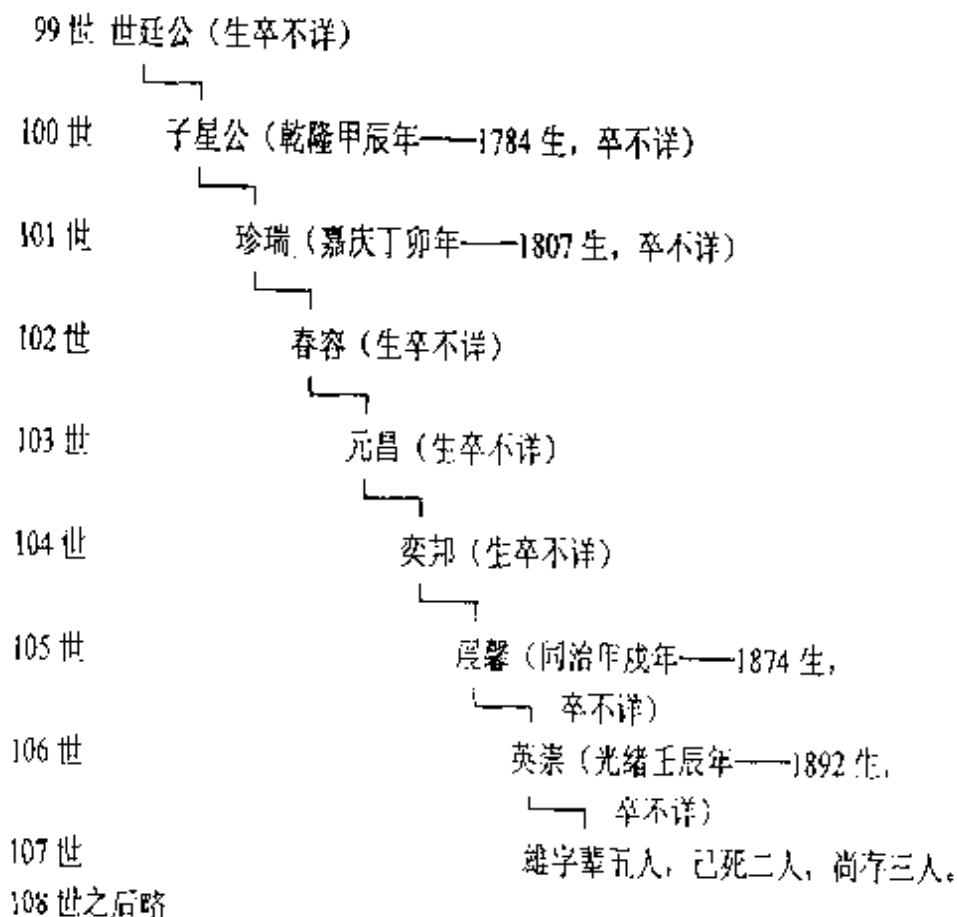 99世 世廷公（生卒不详）
100世 子星公（乾隆甲辰年——1784生，卒不详）
101世 珍瑞（嘉庆丁卯年——1807生，卒不详）
102世 春容（生卒不详）
103世 元昌（生卒不详）
104世 奕邦（生卒不详）
105世 馨（同治年——1874生，
卒不详）
106世 英崇（光绪壬辰年——1892生，
卒不详）
107世 雄字辈五人，已死二人，尚存三人。
108世之后略